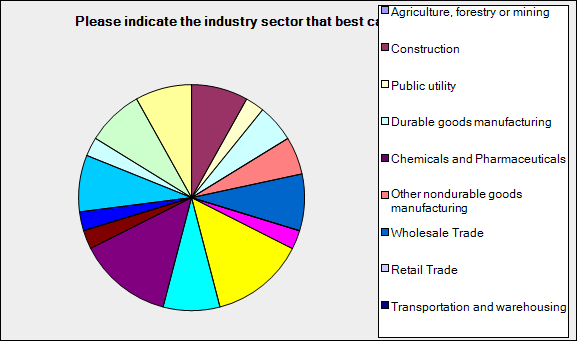 Please indicate the industry sector that best ca
Agriculture, forestry or mining
Construction
Public utility
Durable goods manufacturing
Chemicals and Pharmaceuticals
Other nondurable goods
manufacturing
Wholesale Trade
Retail Trade
Transportation and warehousing